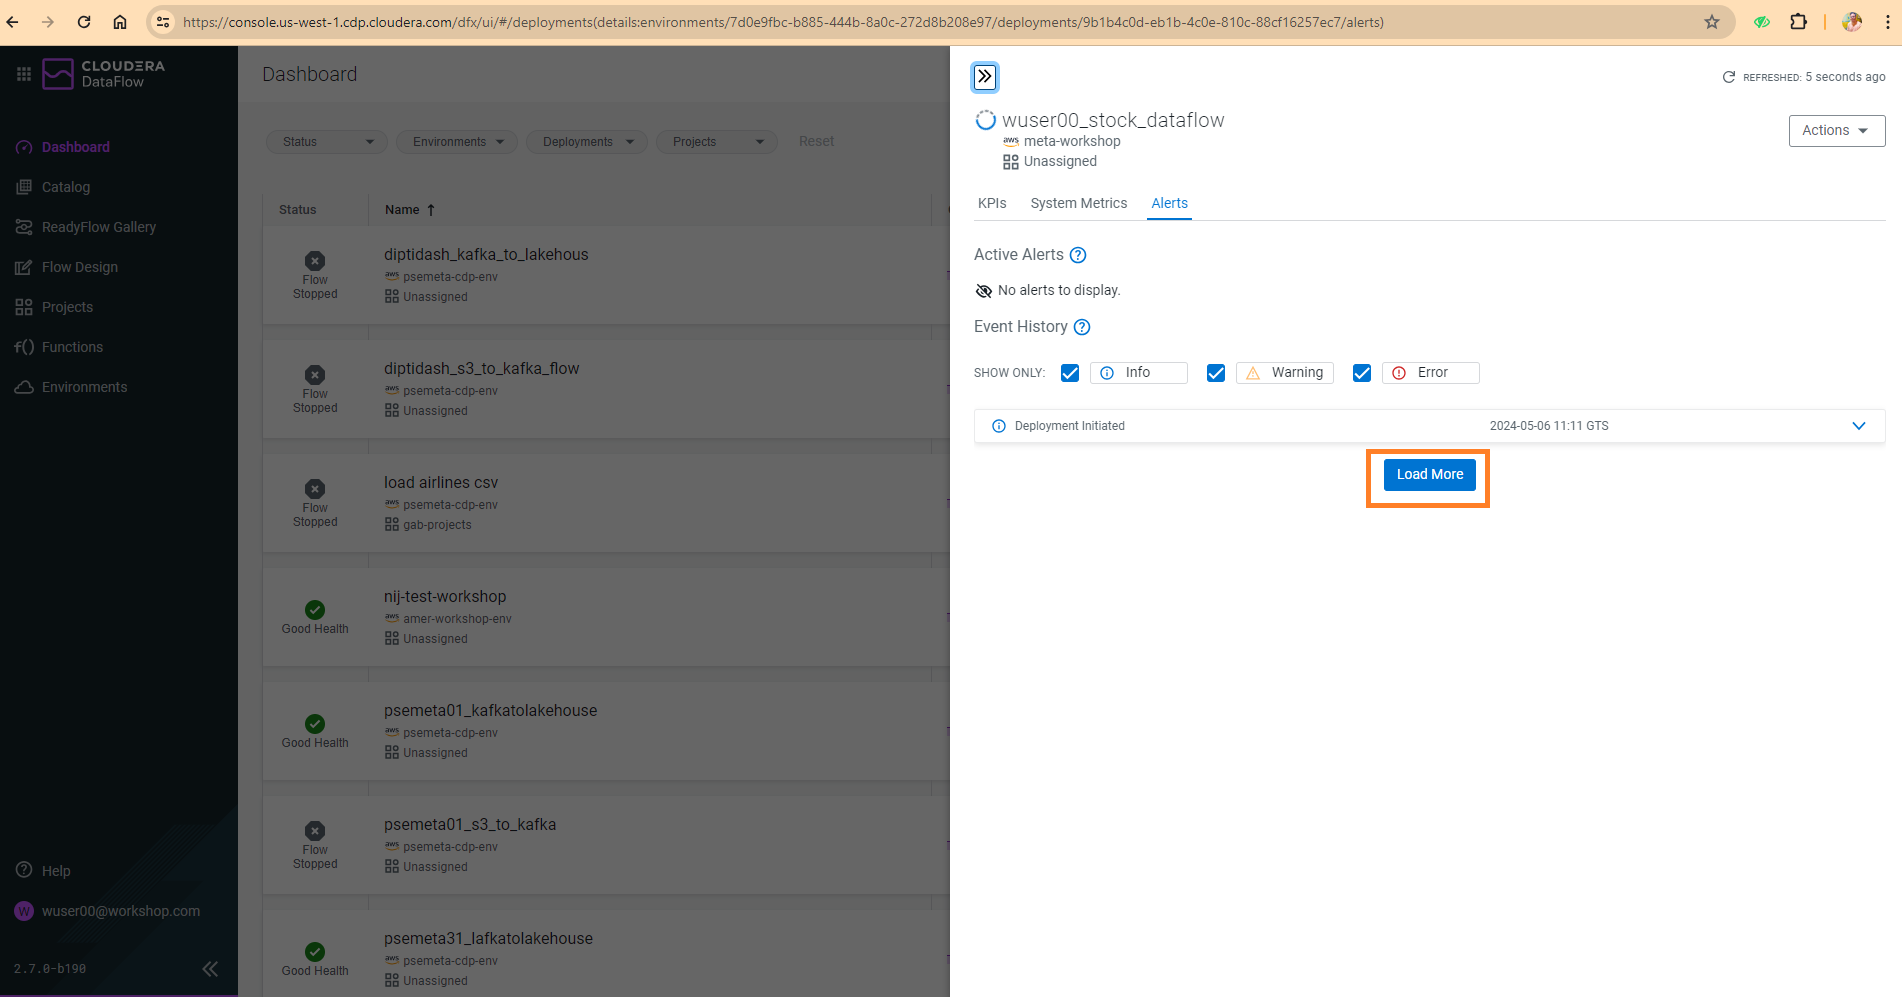 https://console.us-west-1.cdp.cloudera.com/dfx/ui/#/deployments(details:environments/7d0e9fbc-b885-444b-8a0c-272d8b208e97/deployments/9b1b4c0d-eb1b-4c0e-810c-88cf16257ec7/alerts)
CLOUDERA
DataFlow
Dashboard
Catalog
ReadyFlow Gallery
Flow Design
Projects
Functions
Environments
Help
W wuser00@workshop.com
2.7.0-b190
Dashboard
Status Environments Deployments Projects Reset
Status Name
Flow Stopped
diptidash_kafka_to_lakehous
aws psemeta-cdp-env
Unassigned
Flow Stopped
diptidash_s3_to_kafka_flow
aws psemeta-cdp-env
Unassigned
Flow Stopped
load airlines csv
aws psemeta-cdp-env
gab-projects
Good Health
nij-test-workshop
aws amer-workshop-env
Unassigned
Good Health
psemeta01_kafkatolakehouse
aws psemeta-cdp-env
Unassigned
Flow Stopped
psemeta01_s3_to_kafka
aws psemeta-cdp-env
Unassigned
Good Health
psemeta31_lafkatolakehouse
aws psemeta-cdp-env
Unassigned
REFRESHED: 5 seconds ago
wuser00_stock_dataflow
aws meta-workshop
Unassigned
Actions
KPIs System Metrics Alerts
Active Alerts ?
No alerts to display.
Event History ?
SHOW ONLY: Info Warning Error
Deployment Initiated 2024-05-06 11:11 GTS
Load More